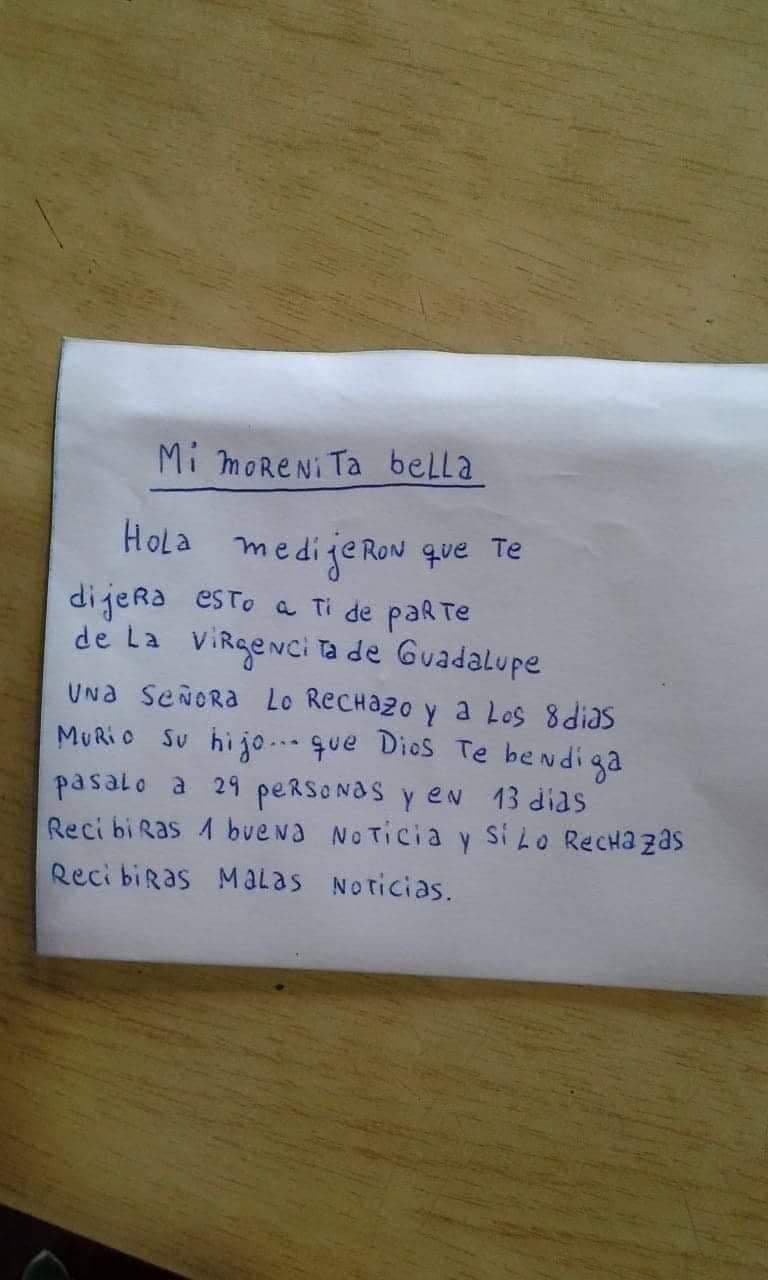 Mi morenita bella
Hola medijeron que te
dijera esto a ti de parte
de la virgencita de Guadalupe
una señora lo rechazo y a los 8 dias
murio su hijo... que Dios te bendiga
pasalo a 29 personas y en 13 dias
recibiras 1 buena noticia y si lo rechazas
recibiras malas noticias.